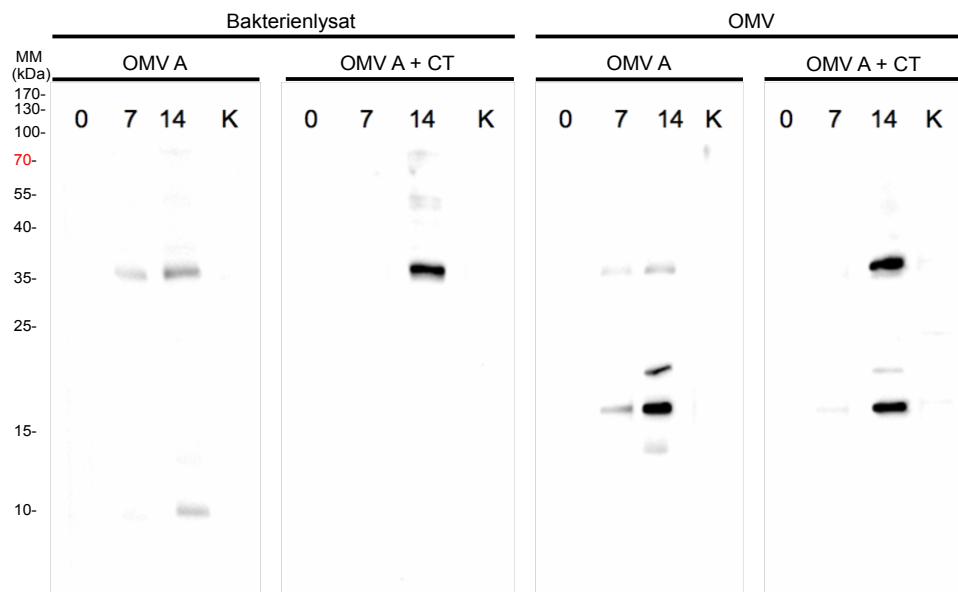 Bakterienlysat OMV
MM
(kDa)
OMV A OMV A + CT OMV A OMV A + CT
170-
130-
100-
0 7 14 K 0 7 14 K 0 7 14 K 0 7 14 K
70-
55-
40-
35-
25-
15-
10-